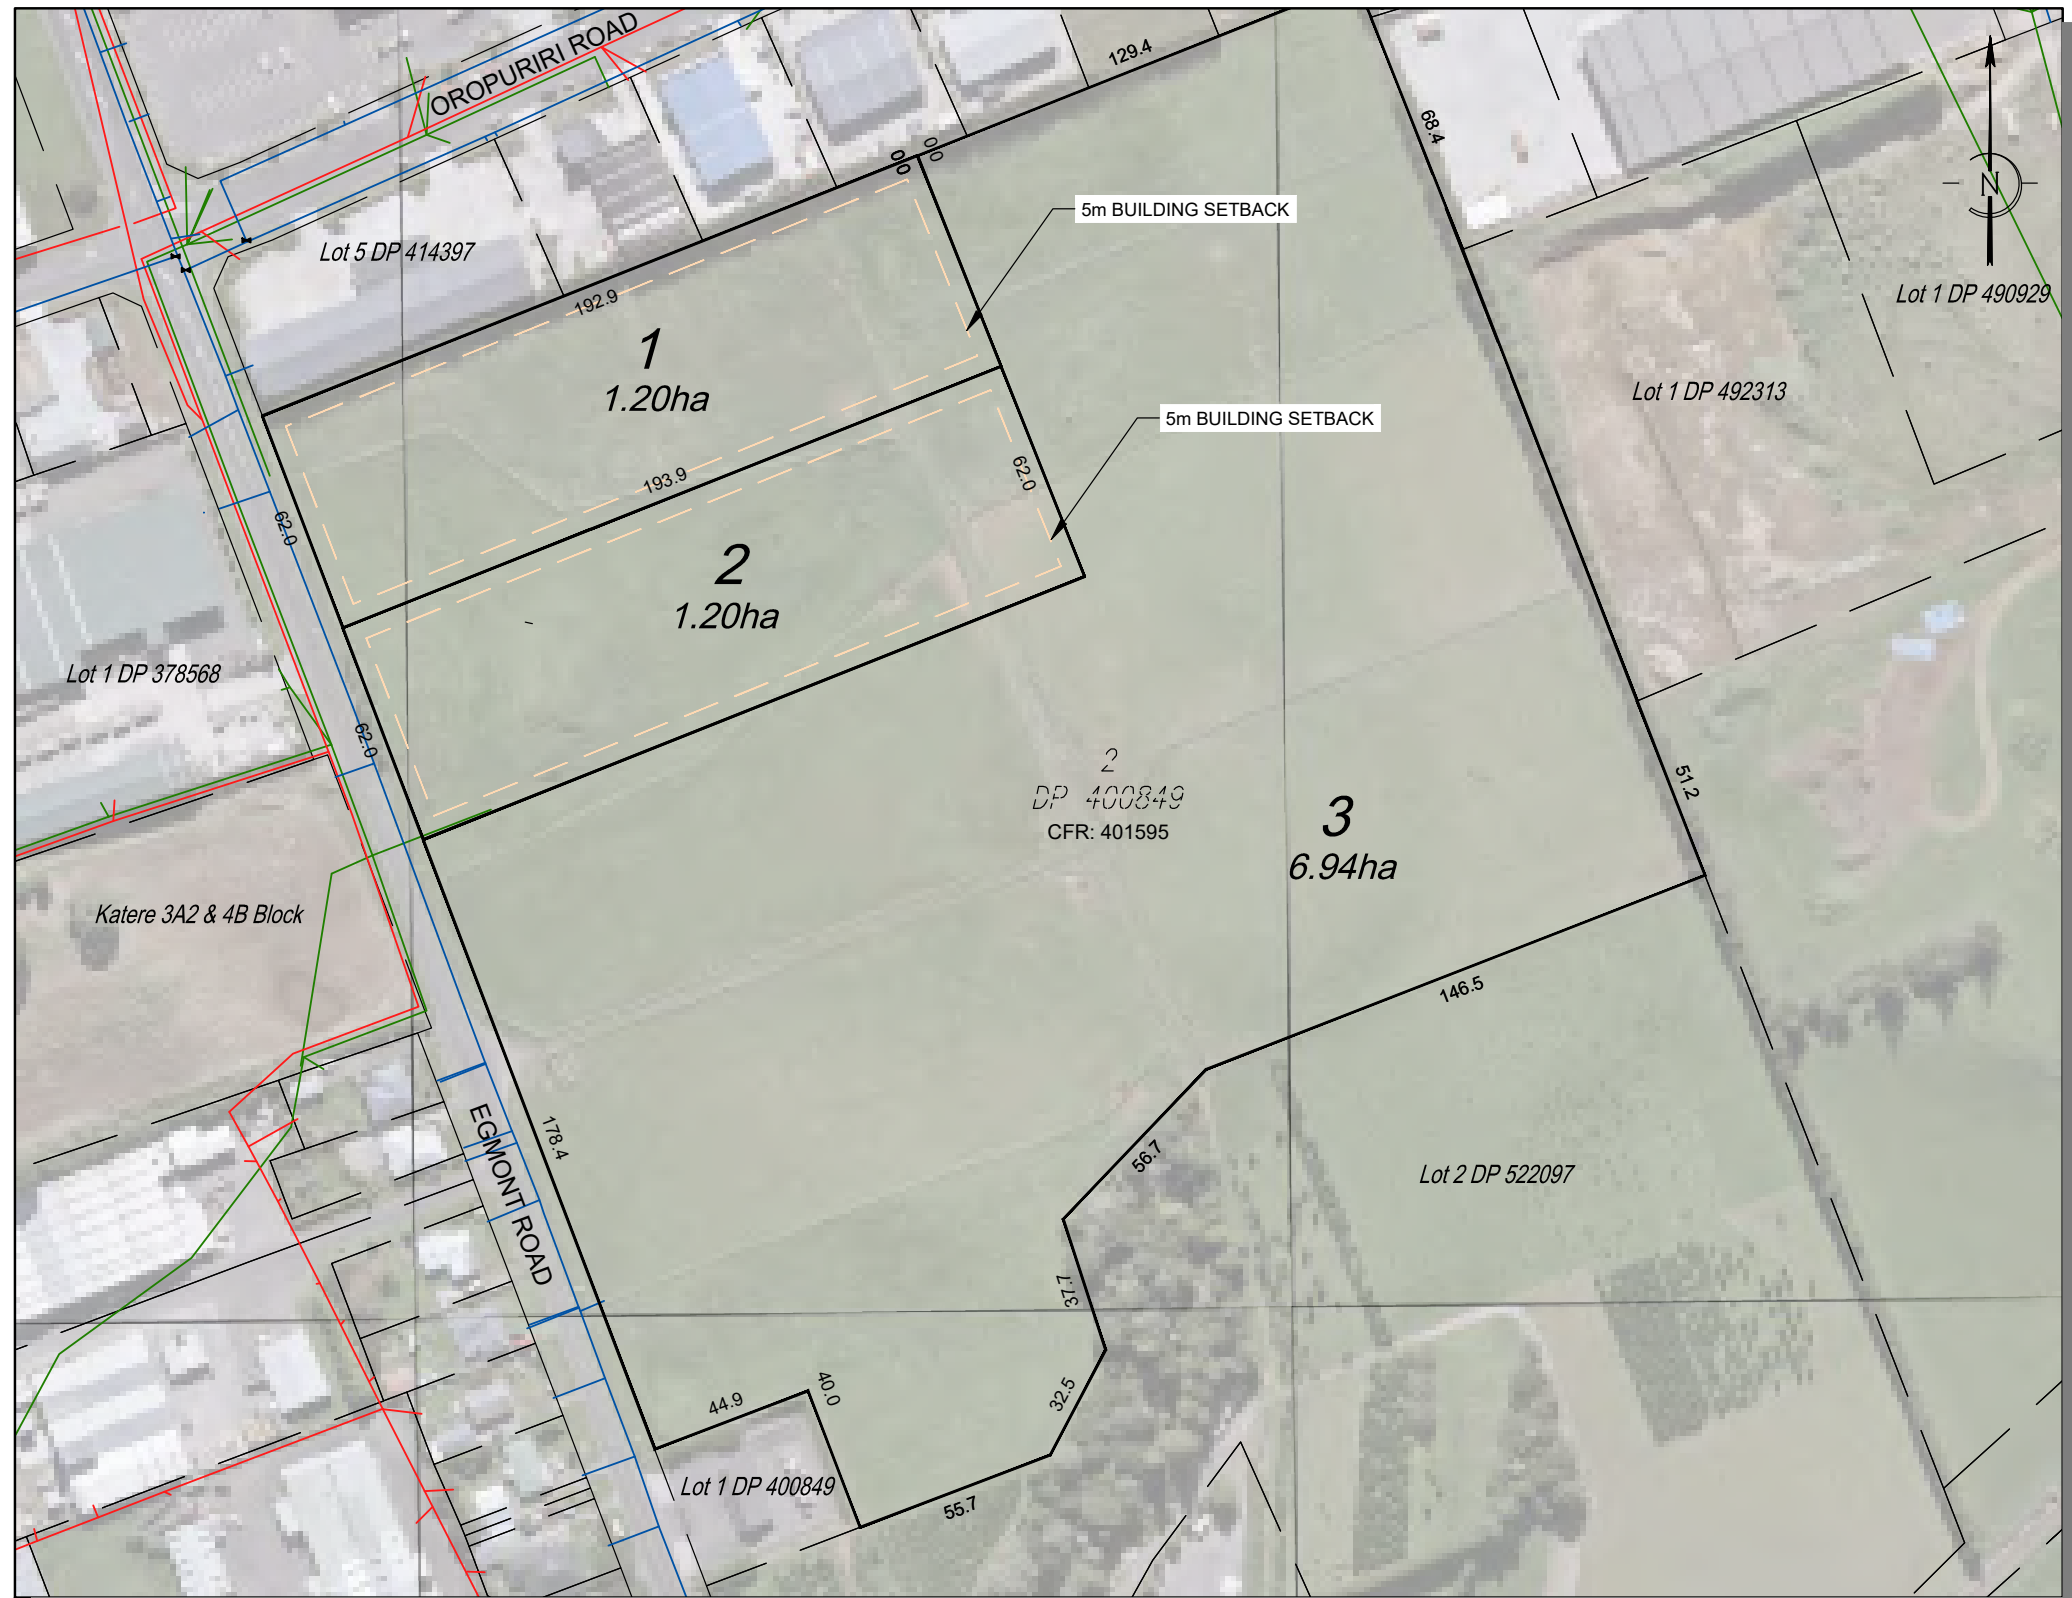 OROPURIRI ROAD
129.4
68.4
00
00
5m BUILDING SETBACK
N
Lot 5 DP 414397
192.9
Lot 1 DP 490929
1
1.20ha
Lot 1 DP 492313
5m BUILDING SETBACK
193.9
62.0
62.0
2
1.20ha
Lot 1 DP 378568
62.0
2
DP 400849
CFR: 401595
3
6.94ha
51.2
Katere 3A2 & 4B Block
146.5
178.4
EGMONT ROAD
56.7
Lot 2 DP 522097
37.7
44.9
40.0
32.5
Lot 1 DP 400849
55.7